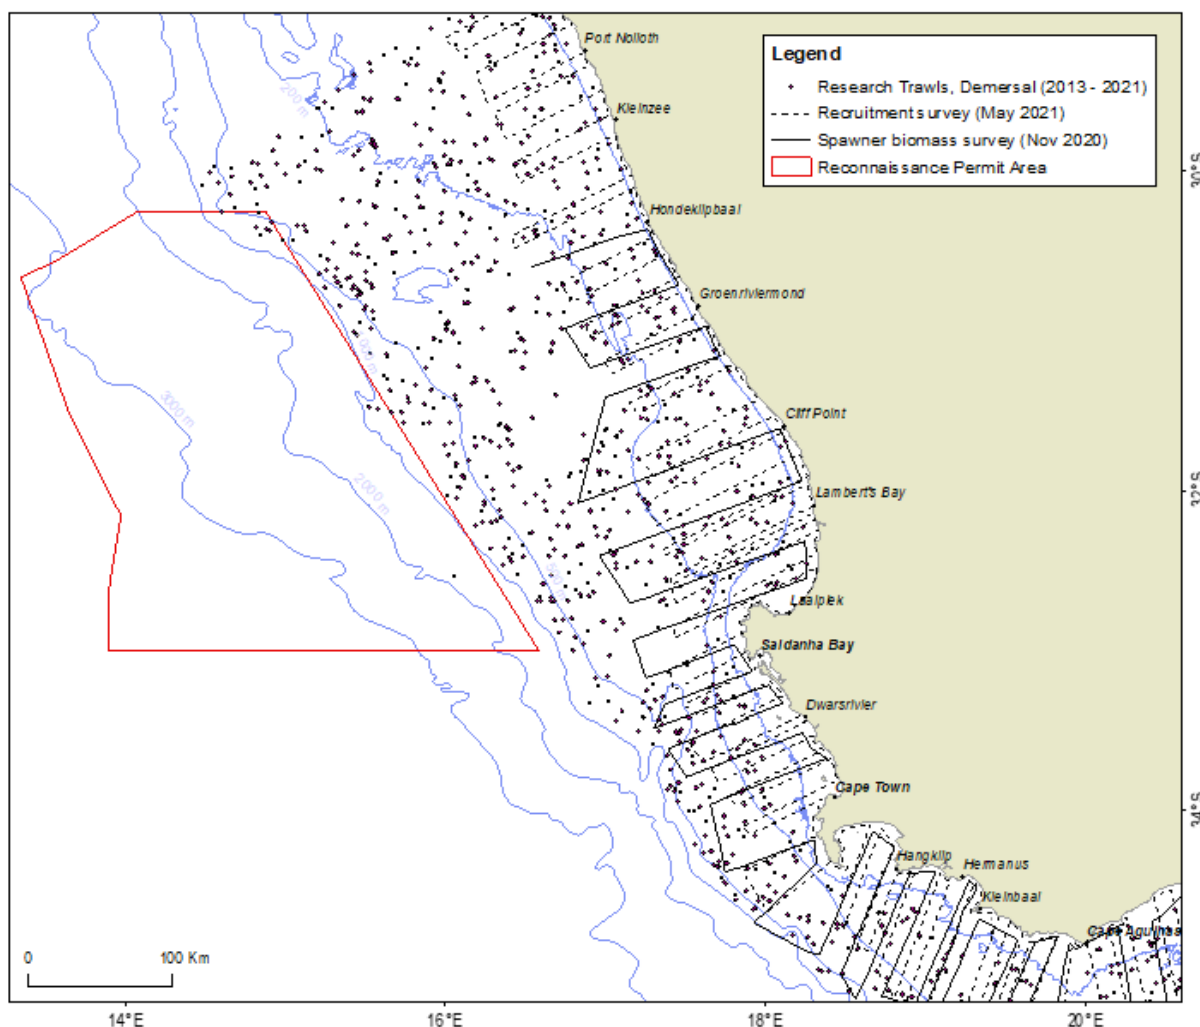 Port Nolloth
Legend
Research Trawls, Demersal (2013 - 2021)
Recruitment survey (May 2021)
Spawner biomass survey (Nov 2020)
Reconnaissance Permit Area
200 m
Kleinzee
30°S
Hondeklipbaai
Groenriviermond
3000 m
Cliff Point
2000 m
Lambert's Bay
32°S
500 m
Laaiplek
Saldanha Bay
Dwarsrivier
Cape Town
34°S
Hangklip
Hermanus
Kleinbaai
Cape Agulhas
0 100 Km
14°E 16°E 18°E 20°E